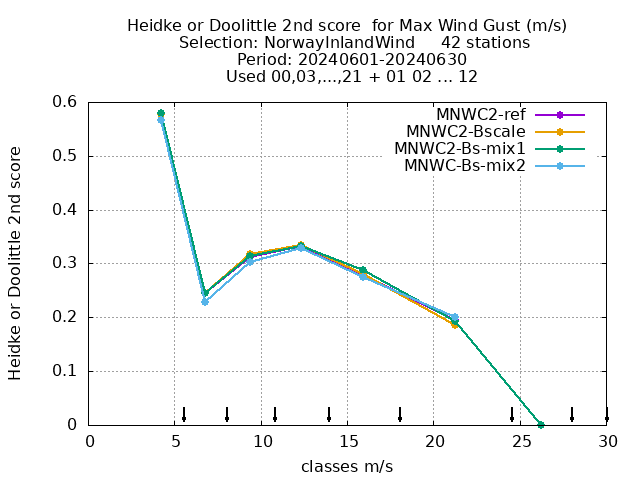 Heidke or Doolittle 2nd score  for Max Wind Gust (m/s)
Selection: NorwayInlandWind     42 stations
Period: 20240601-20240630
Used 00,03,...,21 + 01 02 ... 12
MNWC2-ref
MNWC2-Bscale
MNWC2-Bs-mix1
MNWC-Bs-mix2
Heidke or Doolittle 2nd score
0.6
0.5
0.4
0.3
0.2
0.1
0
0 5 10 15 20 25 30
classes m/s